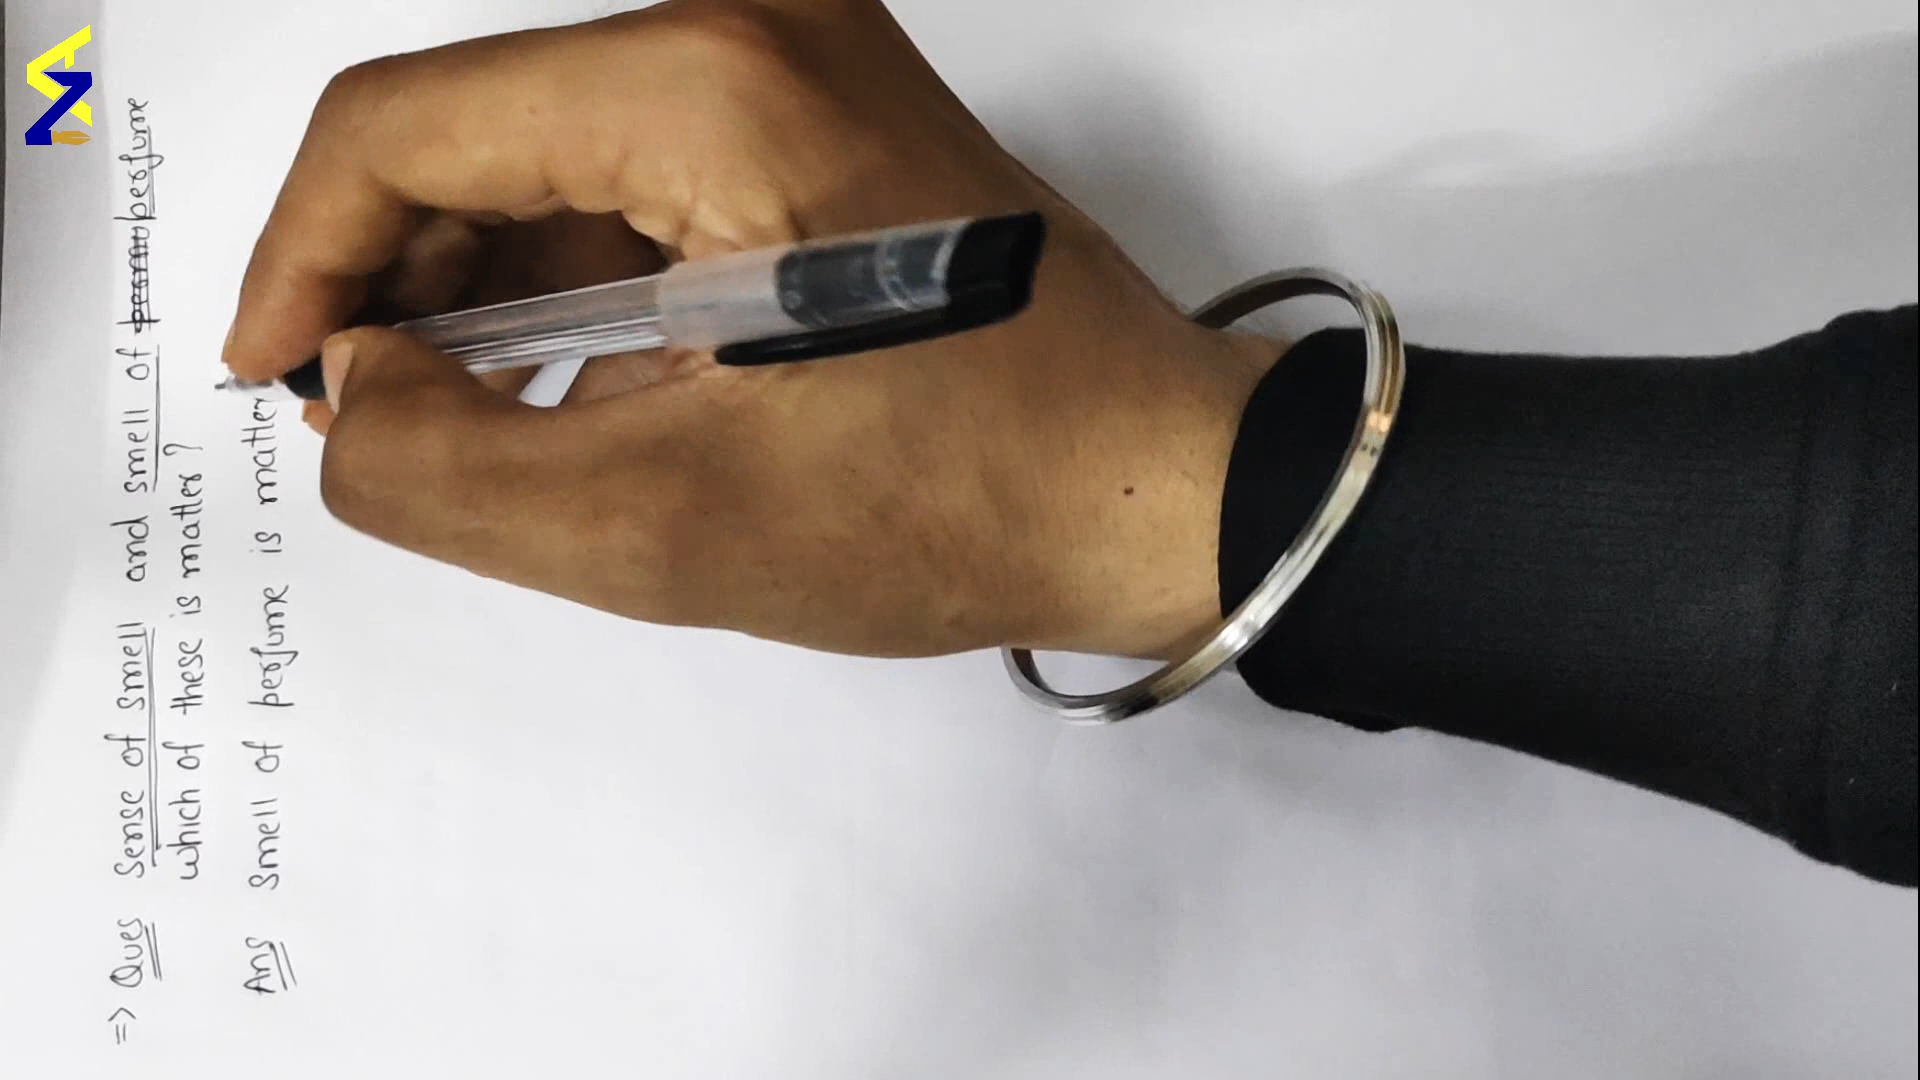 => Ques Sense of smell and smell of perfume
which of these is matter ?
Ans Smell of perfume is matter